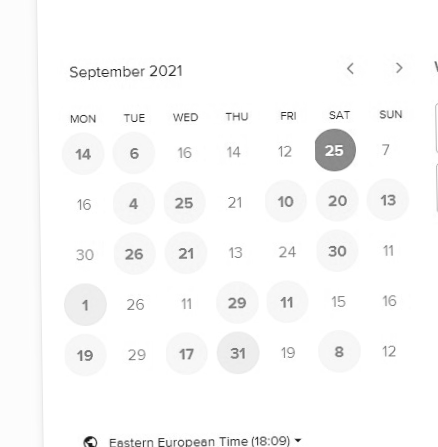 September 2021
MON TUE WED THU FRI SAT SUN
14 6 16 14 12 25 7
16 4 25 21 10 20 13
30 26 21 13 24 30 11
1 26 11 29 11 15 16
19 29 17 31 19 8 12
Eastern European Time (18:09)